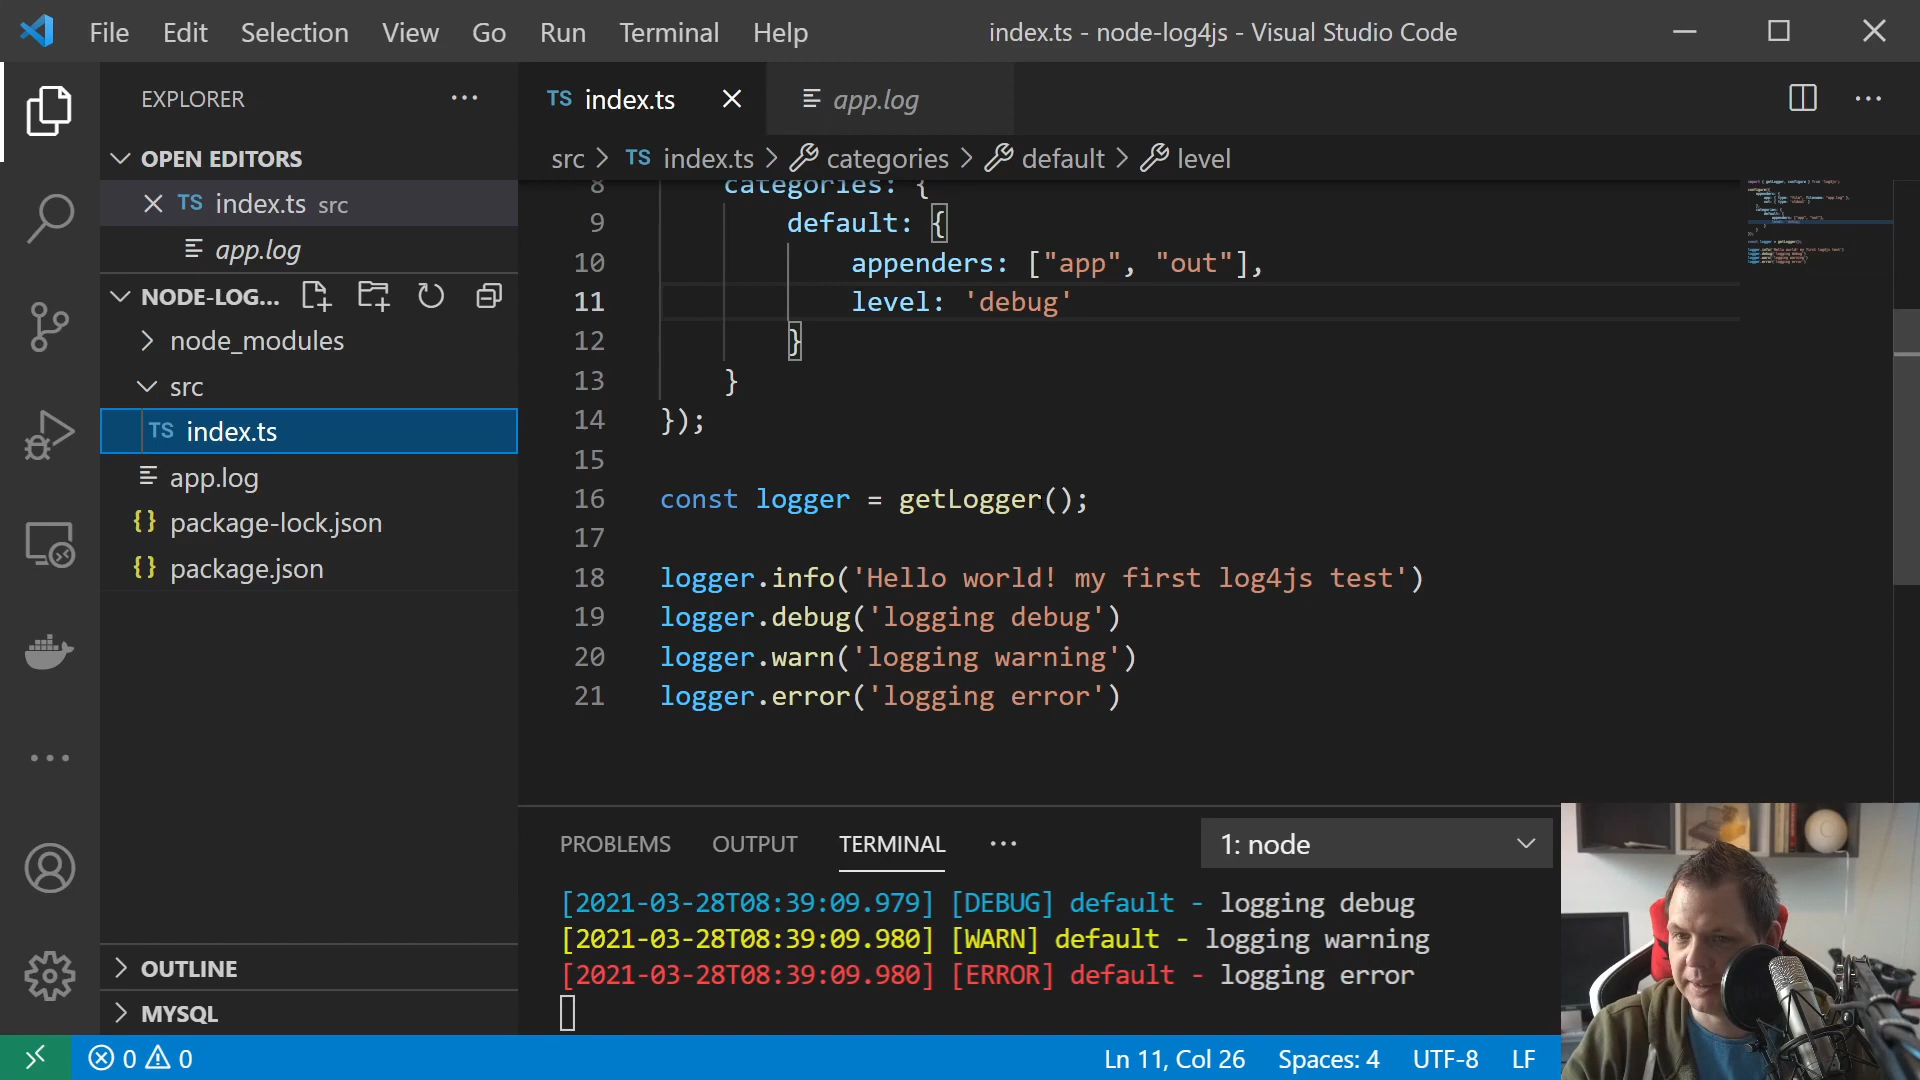 File Edit Selection View Go Run Terminal Help
index.ts - node-log4js - Visual Studio Code
EXPLORER
OPEN EDITORS
TS index.ts src
app.log
NODE-LOG...
node_modules
src
TS index.ts
app.log
{} package-lock.json
{} package.json
OUTLINE
MYSQL
TS index.ts
app.log
src > TS index.ts > categories > default > level
8 categories: {
9 default: {
10 appenders: ["app", "out"],
11 level: 'debug'
12 }
13 }
14 });
15
16 const logger = getLogger();
17
18 logger.info('Hello world! my first log4js test')
19 logger.debug('logging debug')
20 logger.warn('logging warning')
21 logger.error('logging error')
PROBLEMS OUTPUT TERMINAL ...
1: node
[2021-03-28T08:39:09.979] [DEBUG] default - logging debug
[2021-03-28T08:39:09.980] [WARN] default - logging warning
[2021-03-28T08:39:09.980] [ERROR] default - logging error
0 0
Ln 11, Col 26 Spaces: 4 UTF-8 LF